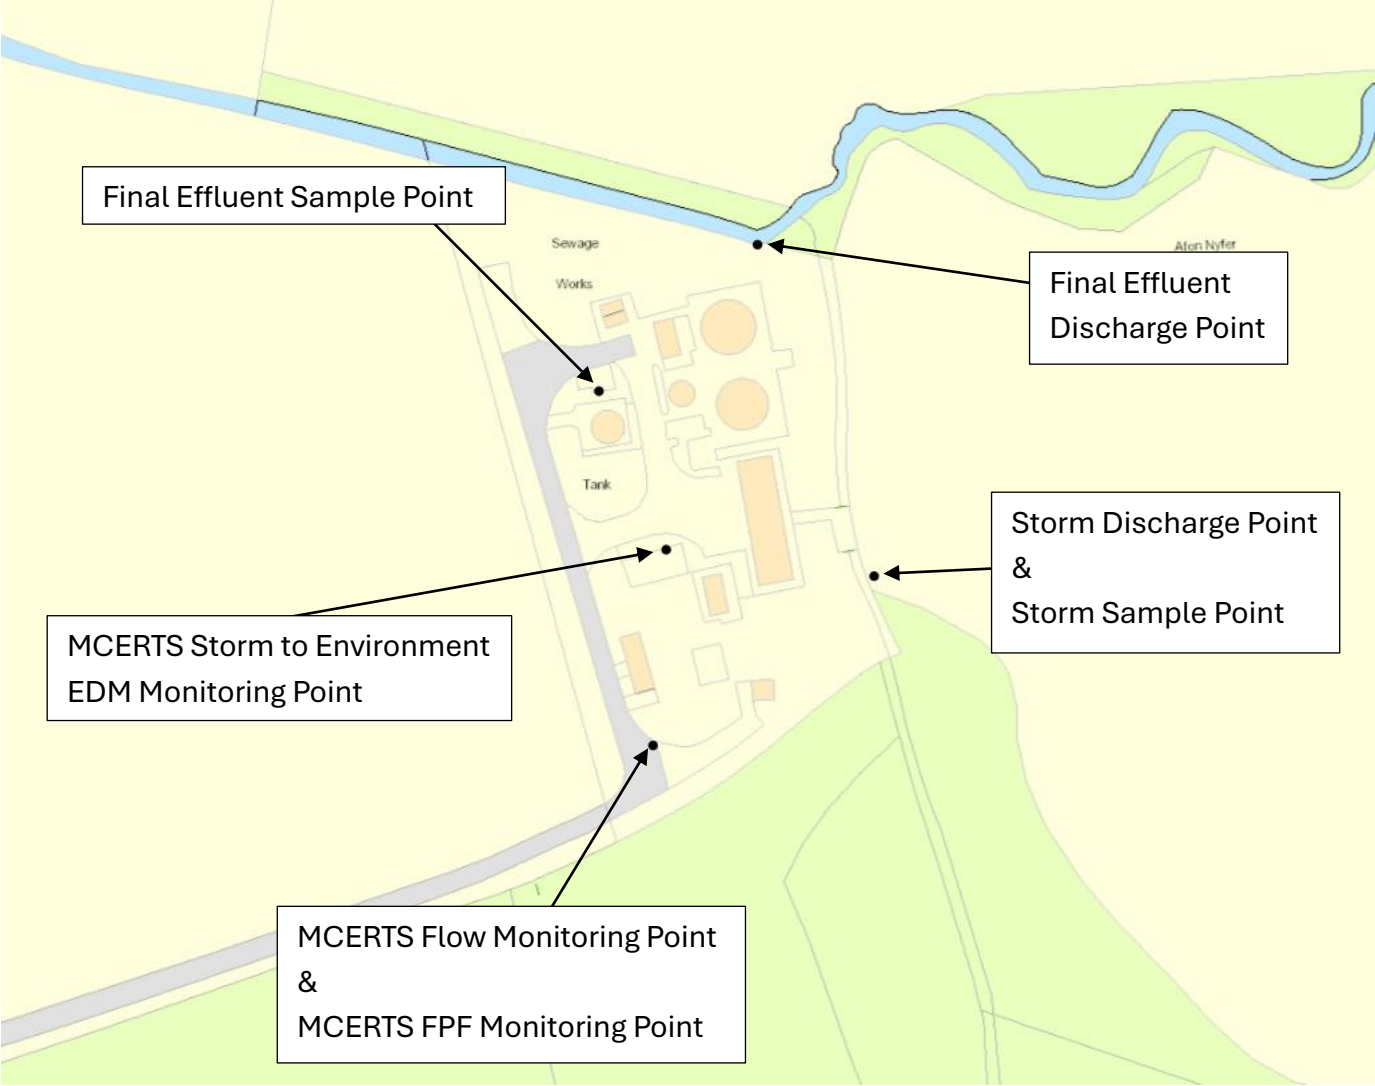 Final Effluent Sample Point
Sewage
Works
Afon Nyfer
Final Effluent
Discharge Point
Tank
Storm Discharge Point
&
Storm Sample Point
MCERTS Storm to Environment
EDM Monitoring Point
MCERTS Flow Monitoring Point
&
MCERTS FPF Monitoring Point